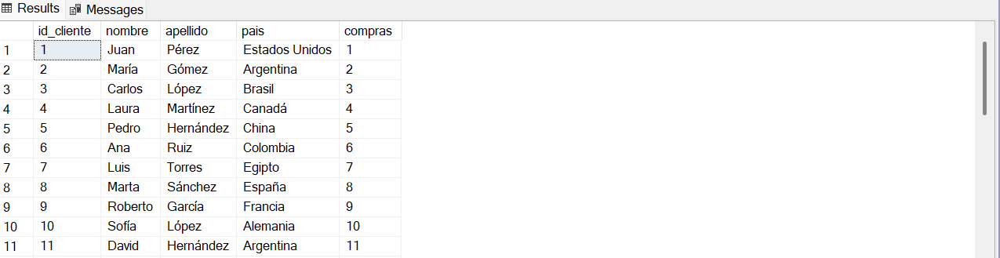 Results Messages
id_cliente nombre apellido pais compras
1 1 Juan Pérez Estados Unidos 1
2 2 María Gómez Argentina 2
3 3 Carlos López Brasil 3
4 4 Laura Martínez Canadá 4
5 5 Pedro Hernández China 5
6 6 Ana Ruiz Colombia 6
7 7 Luis Torres Egipto 7
8 8 Marta Sánchez España 8
9 9 Roberto García Francia 9
10 10 Sofía López Alemania 10
11 11 David Hernández Argentina 11